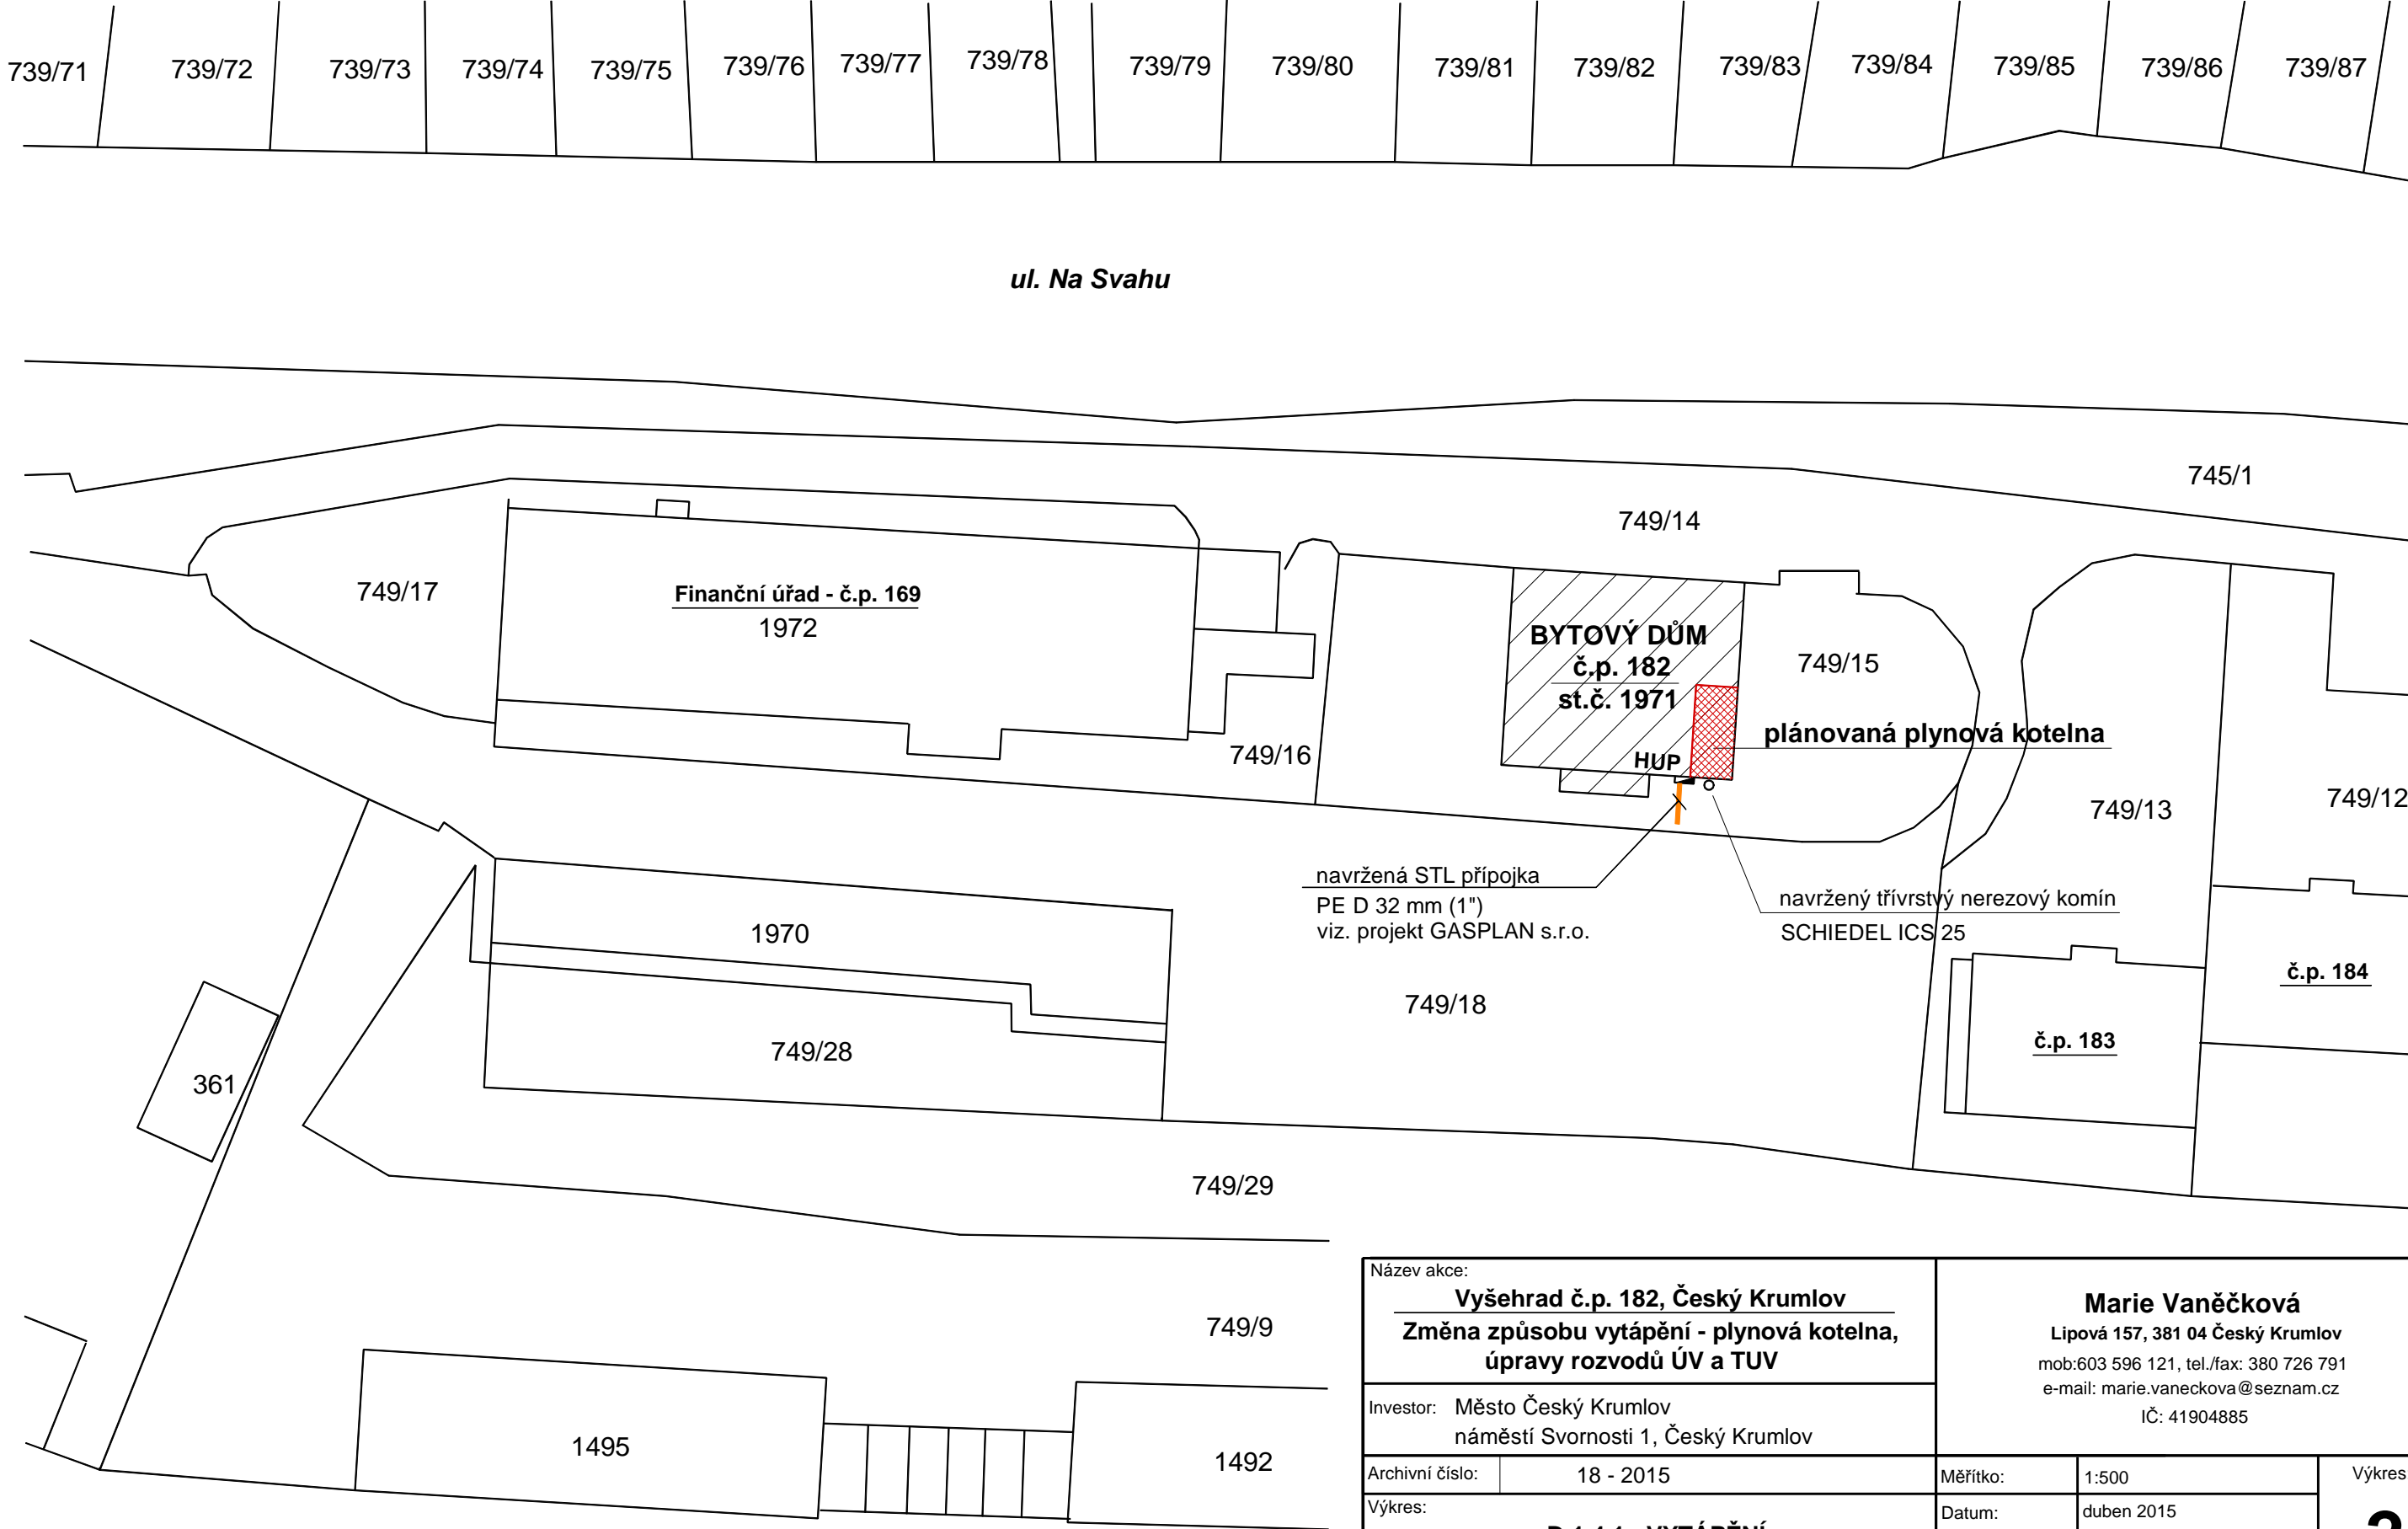 739/71 739/72 739/73 739/74 739/75 739/76 739/77 739/78 739/79 739/80 739/81 739/82 739/83 739/84 739/85 739/86 739/87
ul. Na Svahu
745/1
749/14
749/17
Finanční úřad - č.p. 169
1972
BYTOVÝ DŮM
č.p. 182
st.č. 1971
749/15
plánovaná plynová kotelna
HUP
749/16
749/13
749/12
navržená STL přípojka
PE D 32 mm (1")
viz. projekt GASPLAN s.r.o.
navržený třívrstvý nerezový komín
SCHIEDEL ICS 25
1970
749/18
č.p. 184
č.p. 183
749/28
361
749/29
749/9
1495
1492
Název akce:
Vyšehrad č.p. 182, Český Krumlov
Změna způsobu vytápění - plynová kotelna,
úpravy rozvodů ÚV a TUV
Marie Vaněčková
Lipová 157, 381 04 Český Krumlov
mob:603 596 121, tel./fax: 380 726 791
e-mail: marie.vaneckova@seznam.cz
IČ: 41904885
Investor: Město Český Krumlov
náměstí Svornosti 1, Český Krumlov
Archivní číslo: 18 - 2015
Měřítko: 1:500
Výkres
Výkres:
Datum: duben 2015